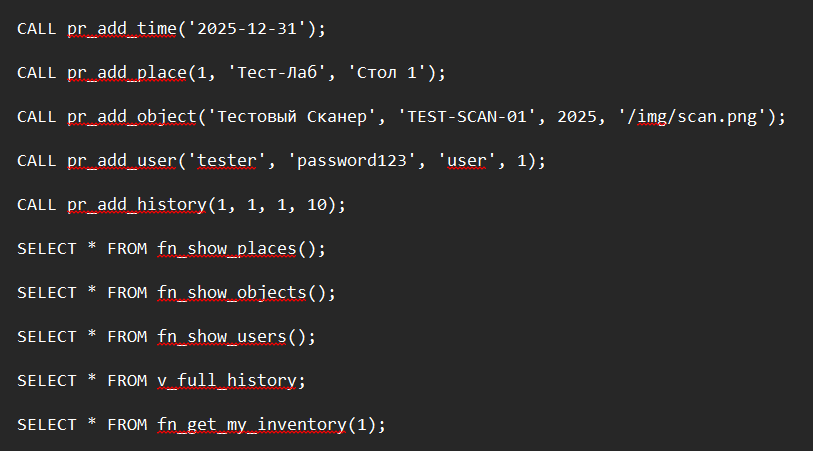 CALL pr_add_time('2025-12-31');
CALL pr_add_place(1, 'Тест-Лаб', 'Стол 1');
CALL pr_add_object('Тестовый Сканер', 'TEST-SCAN-01', 2025, '/img/scan.png');
CALL pr_add_user('tester', 'password123', 'user', 1);
CALL pr_add_history(1, 1, 1, 10);
SELECT * FROM fn_show_places();
SELECT * FROM fn_show_objects();
SELECT * FROM fn_show_users();
SELECT * FROM v_full_history;
SELECT * FROM fn_get_my_inventory(1);